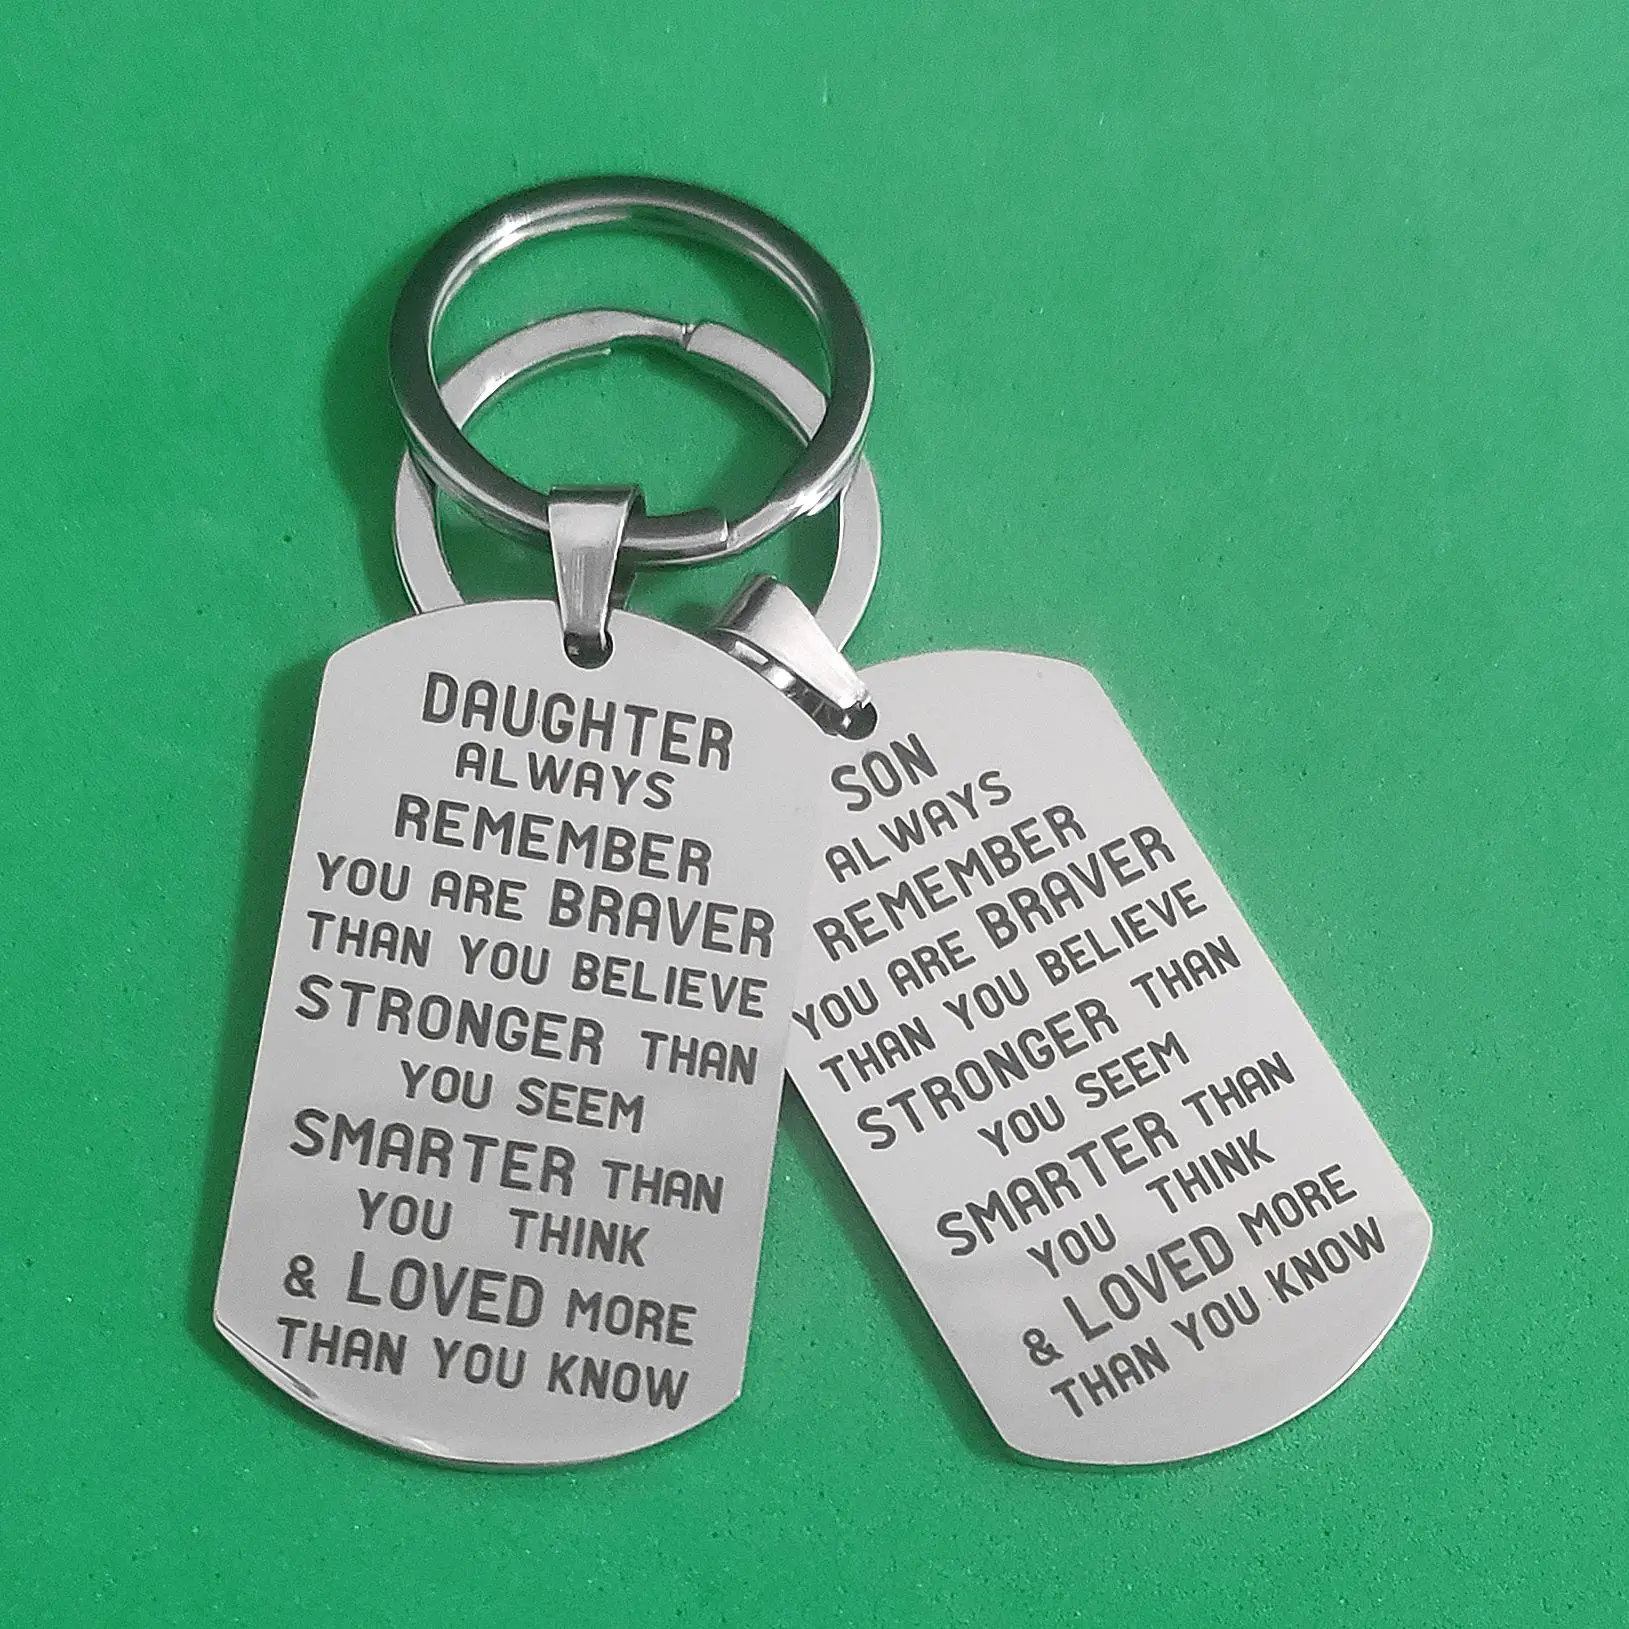 DAUGHTER
ALWAYS
REMEMBER
YOU ARE BRAVER
THAN YOU BELIEVE
STRONGER THAN
YOU SEEM
SMARTER THAN
YOU THINK
& LOVED MORE
THAN YOU KNOW
SON
ALWAYS
REMEMBER
YOU ARE BRAVER
THAN YOU BELIEVE
STRONGER THAN
YOU SEEM
SMARTER THAN
YOU THINK
& LOVED MORE
THAN YOU KNOW